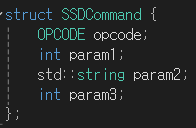 struct SSDCommand {
    OPCODE opcode;
    int param1;
    std::string param2;
    int param3;
};